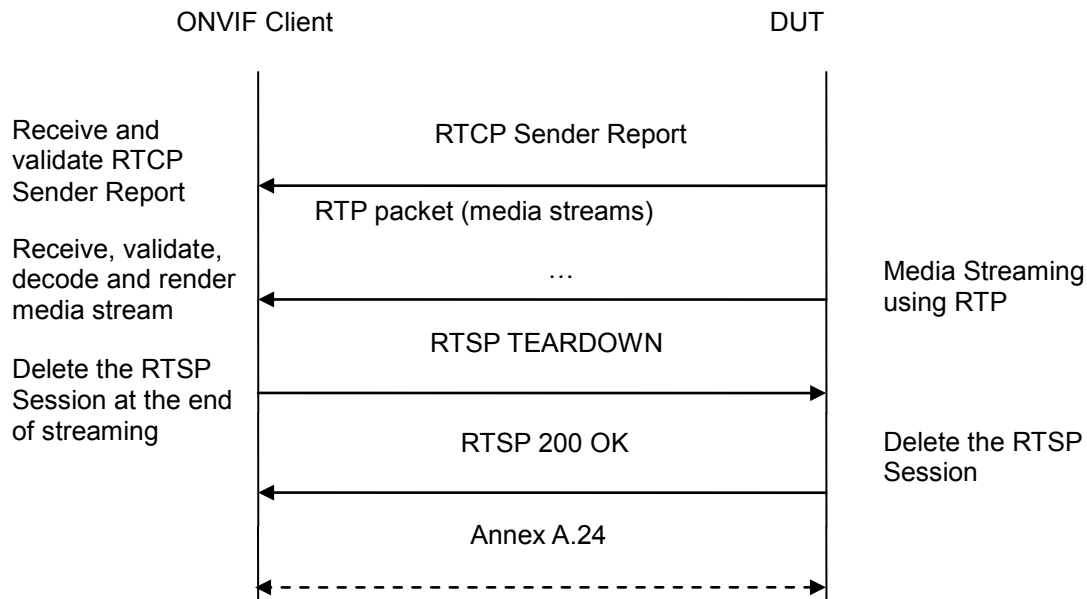 ONVIF Client
DUT
Receive and
validate RTCP
Sender Report
RTCP Sender Report
RTP packet (media streams)
Receive, validate,
decode and render
media stream
…
Media Streaming
using RTP
RTSP TEARDOWN
Delete the RTSP
Session at the end
of streaming
RTSP 200 OK
Delete the RTSP
Session
Annex A.24